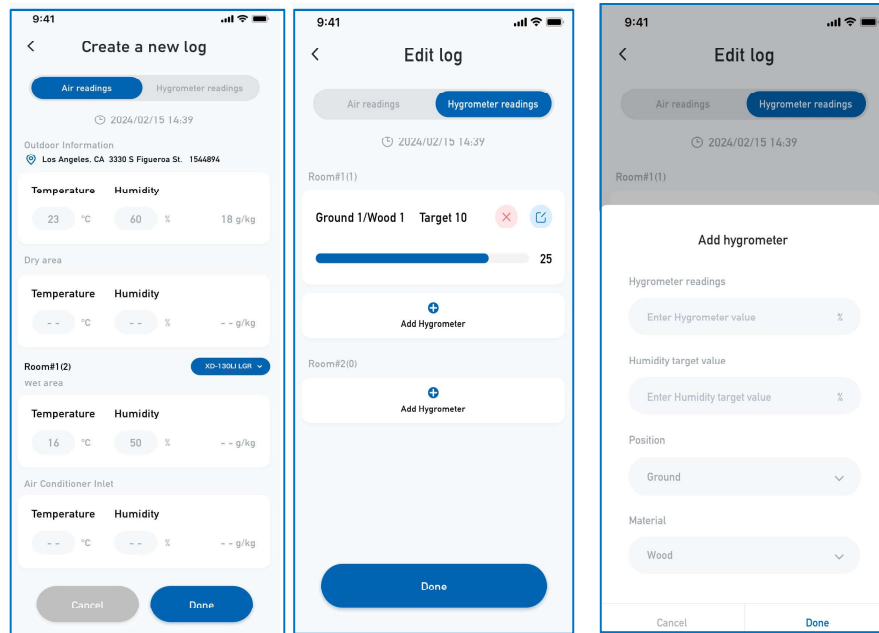 9:41
Create a new log
Air readings Hygrometer readings
2024/02/15 14:39
Outdoor Information
Los Angeles, CA 3330 S Figueroa St. 1544894
Temperature Humidity
23 °C 60 % 18 g/kg
Dry area
Temperature Humidity
-- °C -- % -- g/kg
Room#1(2) XD-130LI LGR
Wet area
Temperature Humidity
16 °C 50 % -- g/kg
Air Conditioner Inlet
Temperature Humidity
-- °C -- % -- g/kg
Cancel Done
9:41
Edit log
Air readings Hygrometer readings
2024/02/15 14:39
Room#1(1)
Ground 1/Wood 1 Target 10
25
Add Hygrometer
Room#2(0)
Add Hygrometer
Done
9:41
Edit log
Air readings Hygrometer readings
2024/02/15 14:39
Room#1(1)
Add hygrometer
Hygrometer readings
Enter Hygrometer value %
Humidity target value
Enter Humidity target value %
Position
Ground
Material
Wood
Cancel Done